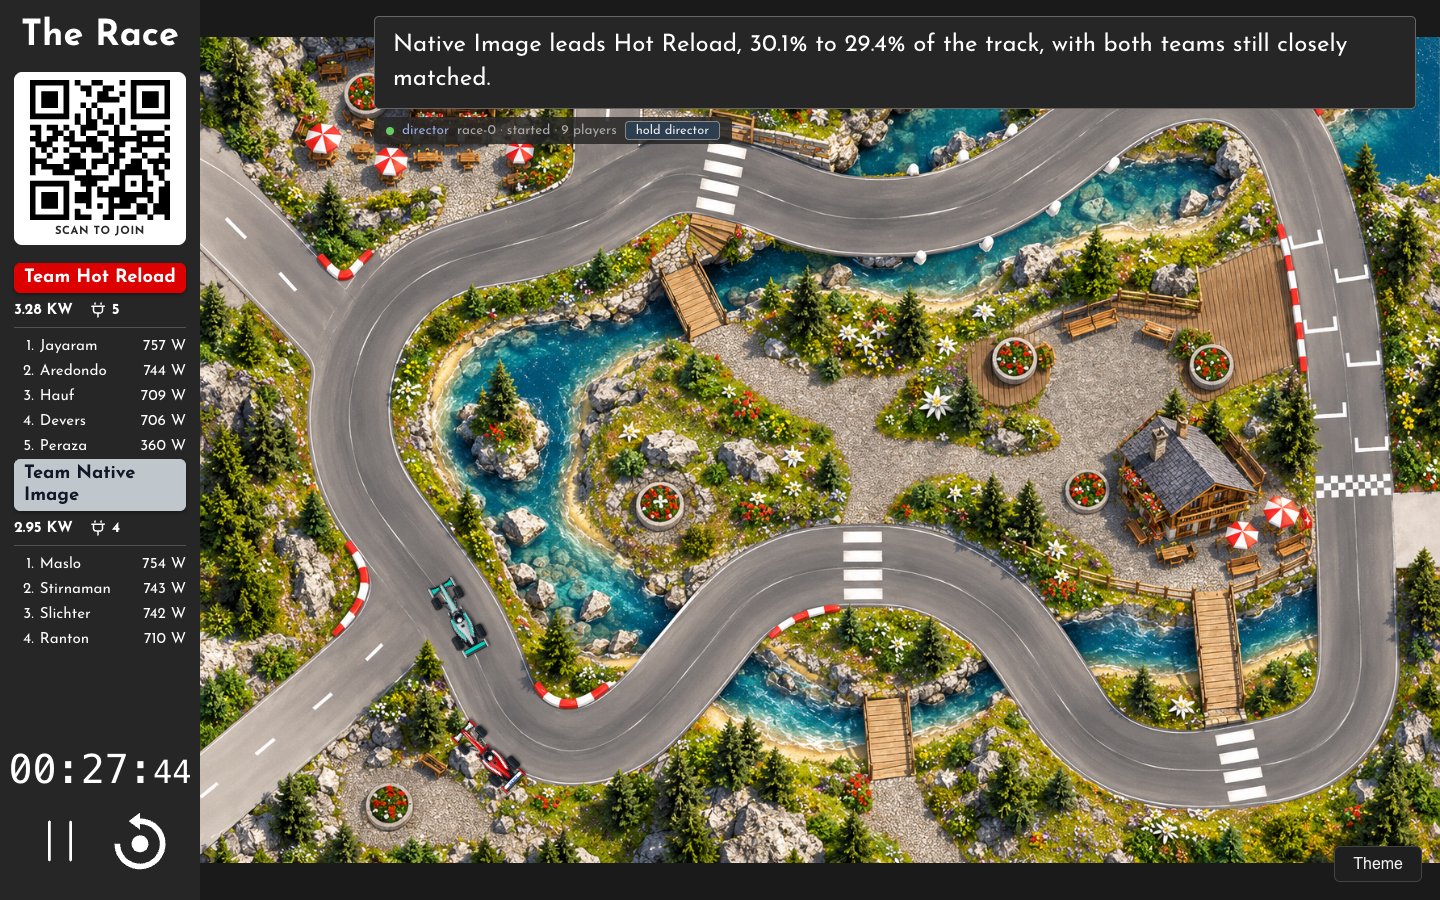 The Race
SCAN TO JOIN
Team Hot Reload
3.28 KW 5
1. Jayaram 757 W
2. Aredondo 744 W
3. Hauf 709 W
4. Devers 706 W
5. Peraza 360 W
Team Native
Image
2.95 KW 4
1. Maslo 754 W
2. Stirnaman 743 W
3. Slichter 742 W
4. Ranton 710 W
00:27:44
Native Image leads Hot Reload, 30.1% to 29.4% of the track, with both teams still closely
matched.
director race-0 · started · 9 players hold director
Theme